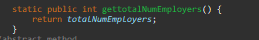 static public int gettotalNumEmployers() {
return totalNumEmployers;
}